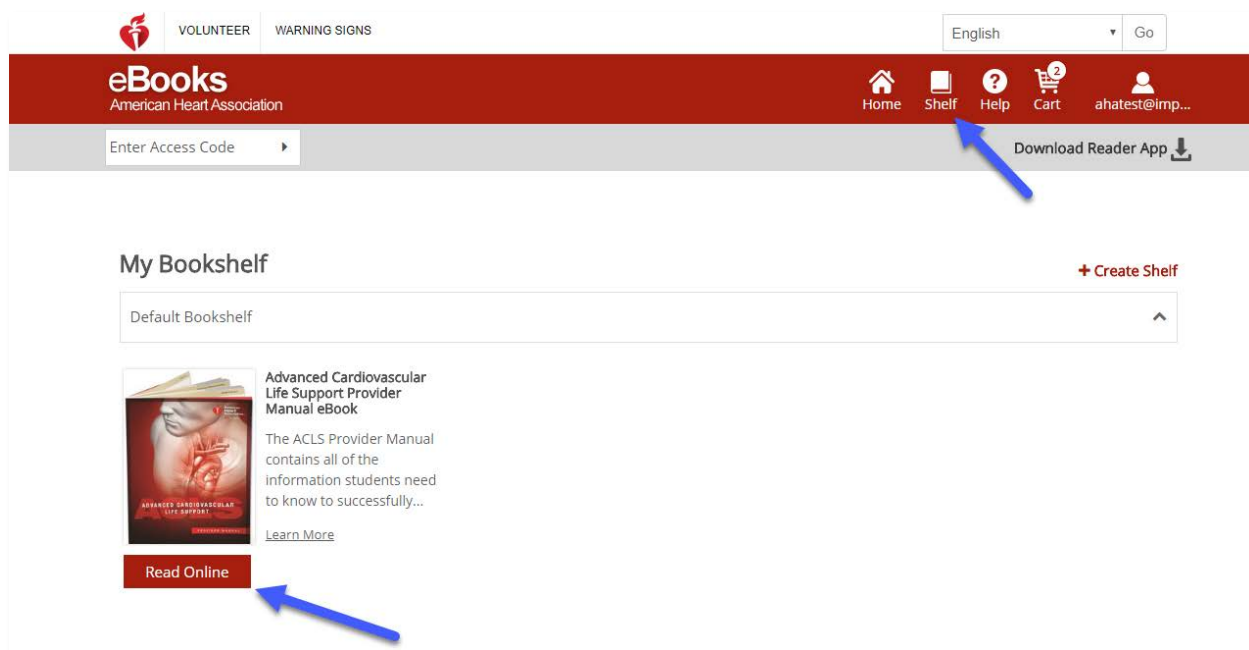 VOLUNTEER WARNING SIGNS English Go
eBooks
American Heart Association
2
Home Shelf Help Cart ahatest@imp...
Enter Access Code Download Reader App
My Bookshelf
+ Create Shelf
Default Bookshelf
Advanced Cardiovascular
Life Support Provider
Manual eBook
The ACLS Provider Manual
contains all of the
information students need
to know to successfully...
Learn More
ACLS
ADVANCED CARDIOVASCULAR
LIFE SUPPORT
PROVIDER MANUAL
Read Online